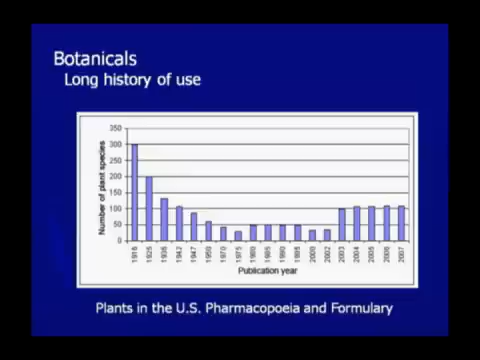 Botanicals
Long history of use
350
300
250
200
150
100
50
0
Number of plant species
1916 1926 1936 1942 1947 1950 1970 1975 1980 1985 1990 1995 2000 2002 2003 2004 2005 2006 2007
Publication year
Plants in the U.S. Pharmacopoeia and Formulary